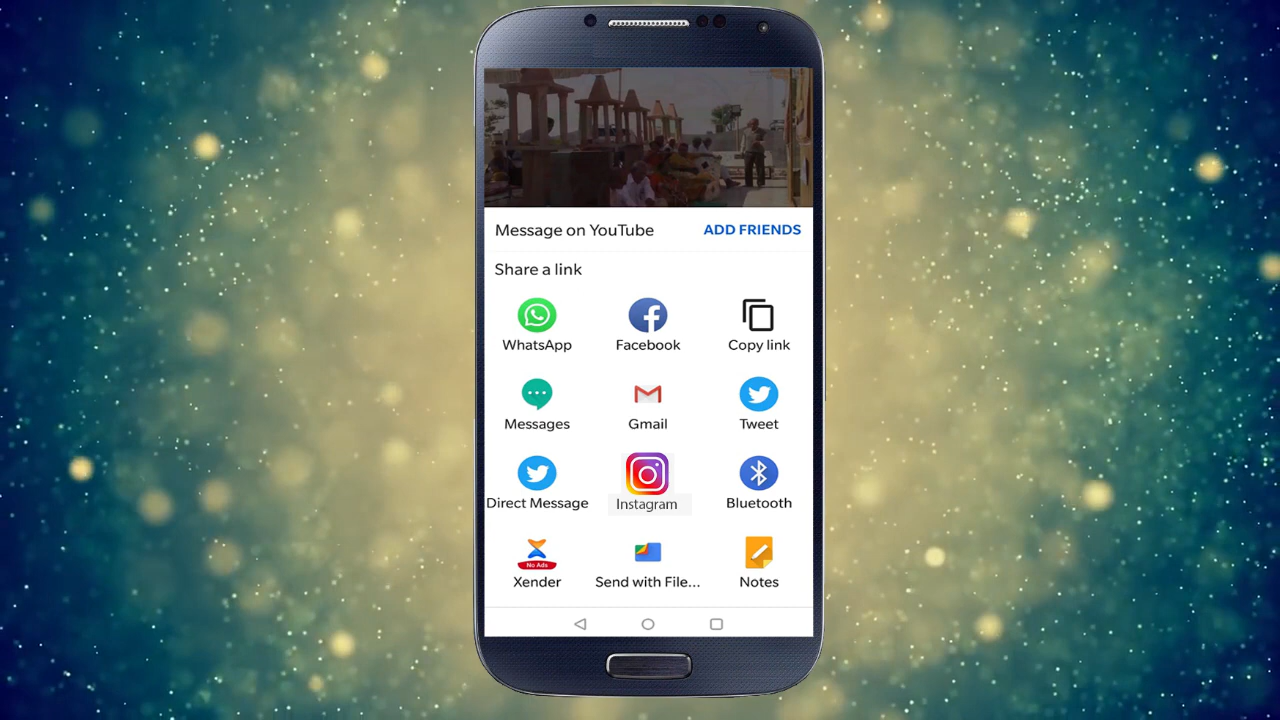 Message on YouTube ADD FRIENDS
Share a link
WhatsApp Facebook Copy link
Messages Gmail Tweet
Direct Message Instagram Bluetooth
No Ads
Xender Send with File... Notes